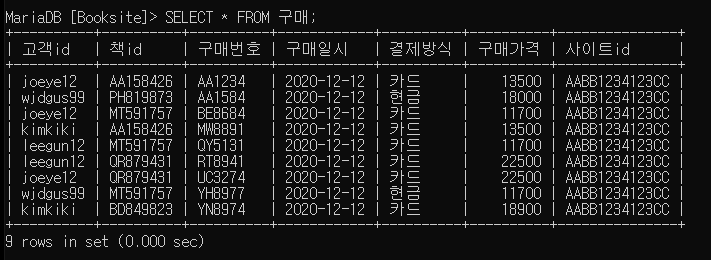 MariaDB [Booksite]> SELECT * FROM 구매;
| 고객id | 책id | 구매번호 | 구매일시 | 결제방식 | 구매가격 | 사이트id |
| joeye12 | AA158426 | AA1234 | 2020-12-12 | 카드 | 13500 | AABB1234123CC |
| wjdgus99 | PH819873 | AA1584 | 2020-12-12 | 현금 | 18000 | AABB1234123CC |
| joeye12 | MT591757 | BE8684 | 2020-12-12 | 카드 | 11700 | AABB1234123CC |
| kimkiki | AA158426 | MW8891 | 2020-12-12 | 카드 | 13500 | AABB1234123CC |
| leegun12 | MT591757 | QY5131 | 2020-12-12 | 카드 | 11700 | AABB1234123CC |
| leegun12 | QR879431 | RT8941 | 2020-12-12 | 카드 | 22500 | AABB1234123CC |
| joeye12 | QR879431 | UC3274 | 2020-12-12 | 카드 | 22500 | AABB1234123CC |
| wjdgus99 | MT591757 | YH8977 | 2020-12-12 | 현금 | 11700 | AABB1234123CC |
| kimkiki | BD849823 | YN8974 | 2020-12-12 | 카드 | 18900 | AABB1234123CC |
9 rows in set (0.000 sec)